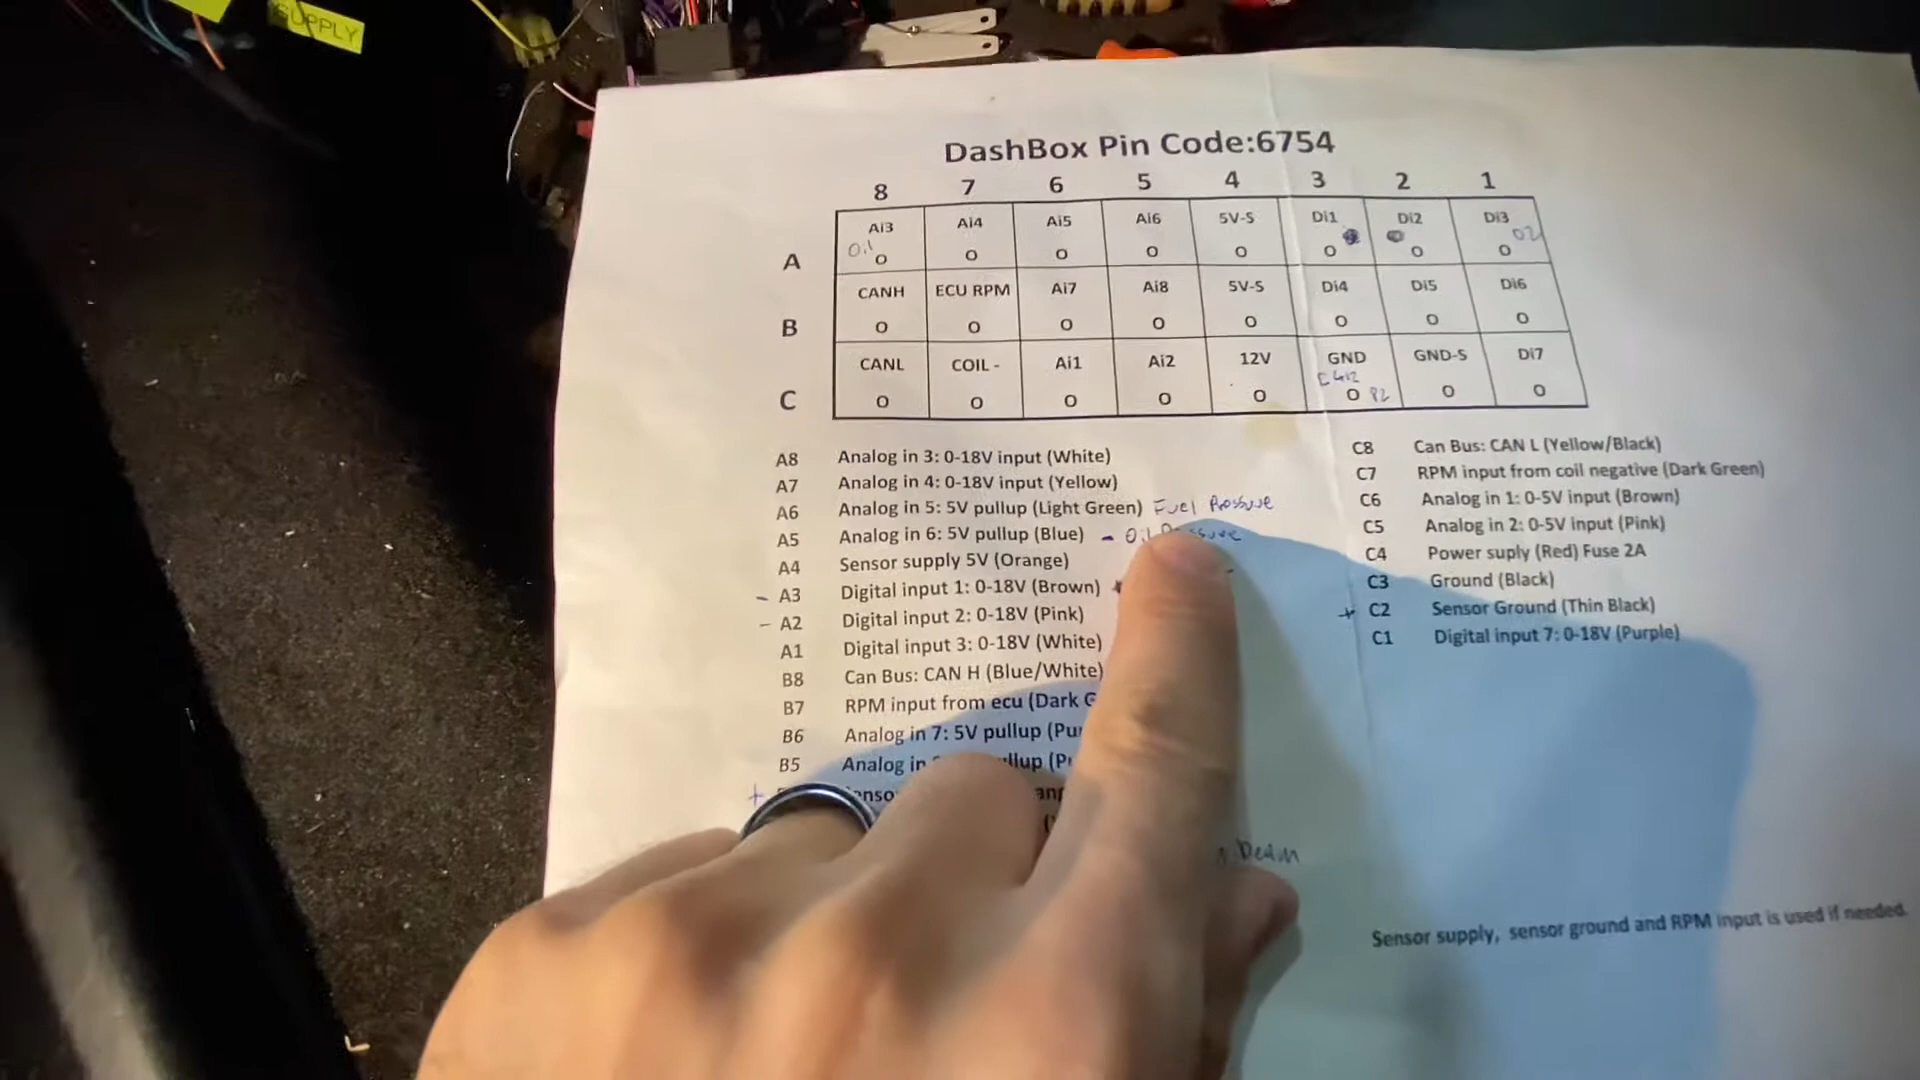 SUPPLY
DashBox Pin Code:6754
8 7 6 5 4 3 2 1
A Ai3 Ai4 Ai5 Ai6 5V-S Di1 Di2 Di3
Oil O2
O O O O O O O O
B CANH ECU RPM Ai7 Ai8 5V-S Di4 Di5 Di6
O O O O O O O O
C CANL COIL - Ai1 Ai2 12V GND GND-S Di7
O O O O O O O O
A8 Analog in 3: 0-18V input (White)
A7 Analog in 4: 0-18V input (Yellow)
A6 Analog in 5: 5V pullup (Light Green) Fuel Pressure
A5 Analog in 6: 5V pullup (Blue) - Oil Pressure
A4 Sensor supply 5V (Orange)
- A3 Digital input 1: 0-18V (Brown)
- A2 Digital input 2: 0-18V (Pink)
A1 Digital input 3: 0-18V (White)
B8 Can Bus: CAN H (Blue/White)
B7 RPM input from ecu (Dark G
B6 Analog in 7: 5V pullup (Pu
B5 Analog in
+
Beam
C8 Can Bus: CAN L (Yellow/Black)
C7 RPM input from coil negative (Dark Green)
C6 Analog in 1: 0-5V input (Brown)
C5 Analog in 2: 0-5V input (Pink)
C4 Power suply (Red) Fuse 2A
C3 Ground (Black)
+ C2 Sensor Ground (Thin Black)
C1 Digital input 7: 0-18V (Purple)
Sensor supply, sensor ground and RPM input is used if needed.